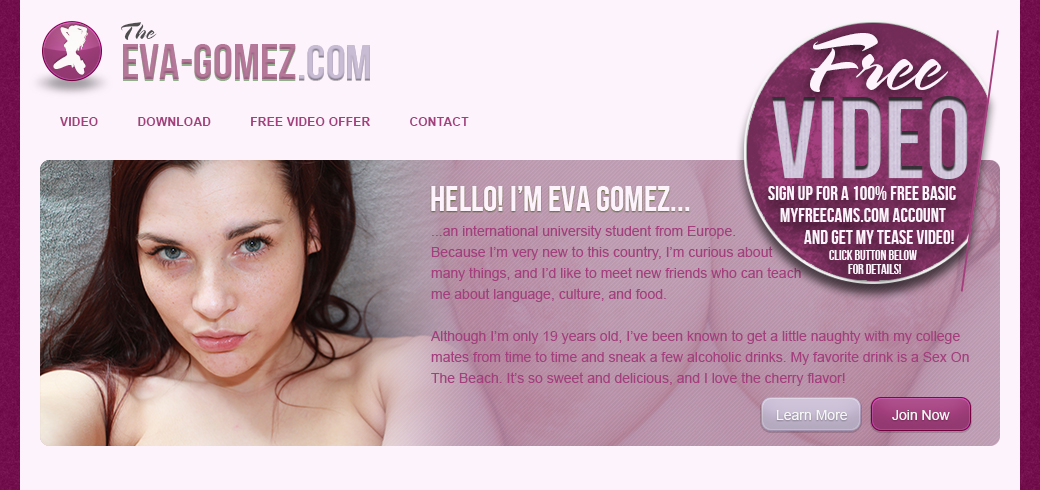 The
EVA-GOMEZ.COM
VIDEO DOWNLOAD FREE VIDEO OFFER CONTACT
Free
VIDEO
SIGN UP FOR A 100% FREE BASIC
MYFREECAMS.COM ACCOUNT
AND GET MY TEASE VIDEO!
CLICK BUTTON BELOW
FOR DETAILS!
HELLO! I'M EVA GOMEZ...
...an international university student from Europe.
Because I'm very new to this country, I'm curious about
many things, and I'd like to meet new friends who can teach
me about language, culture, and food.
Although I'm only 19 years old, I've been known to get a little naughty with my college
mates from time to time and sneak a few alcoholic drinks. My favorite drink is a Sex On
The Beach. It's so sweet and delicious, and I love the cherry flavor!
Learn More Join Now